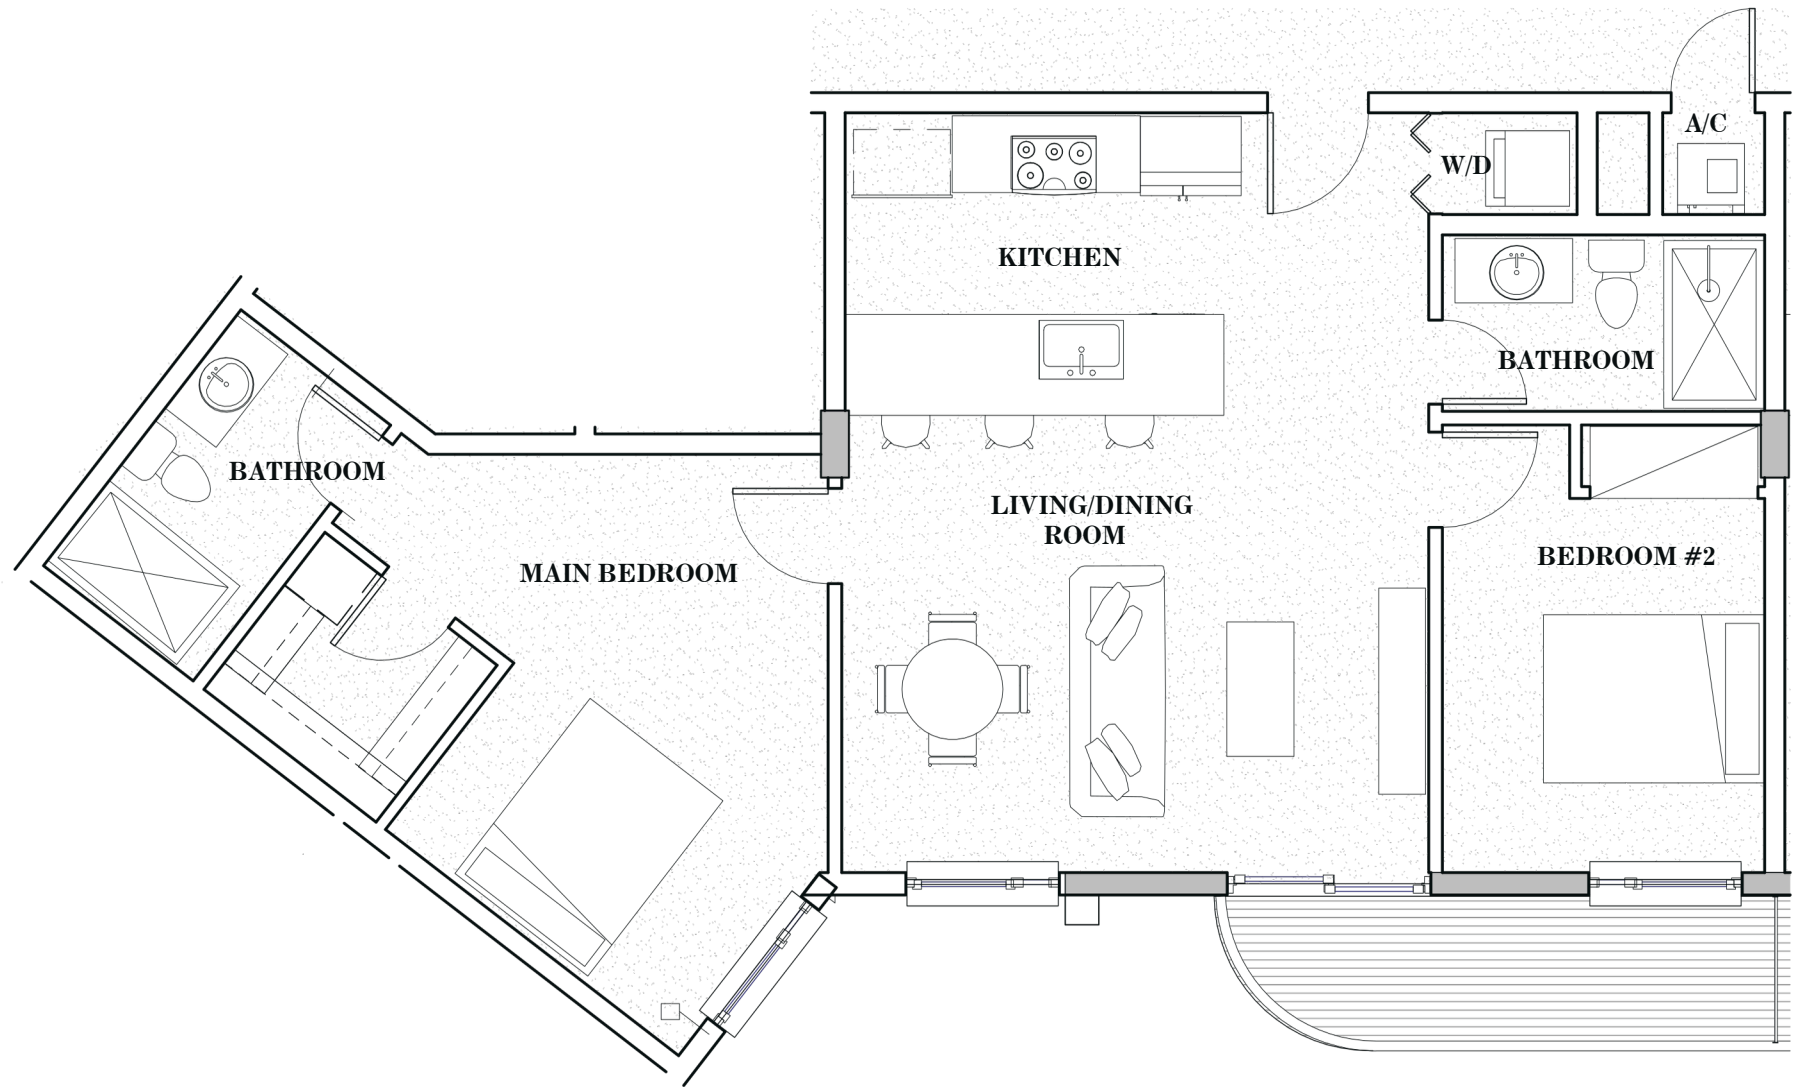 A/C
W/D
KITCHEN
BATHROOM
BATHROOM
LIVING/DINING
ROOM
MAIN BEDROOM
BEDROOM #2